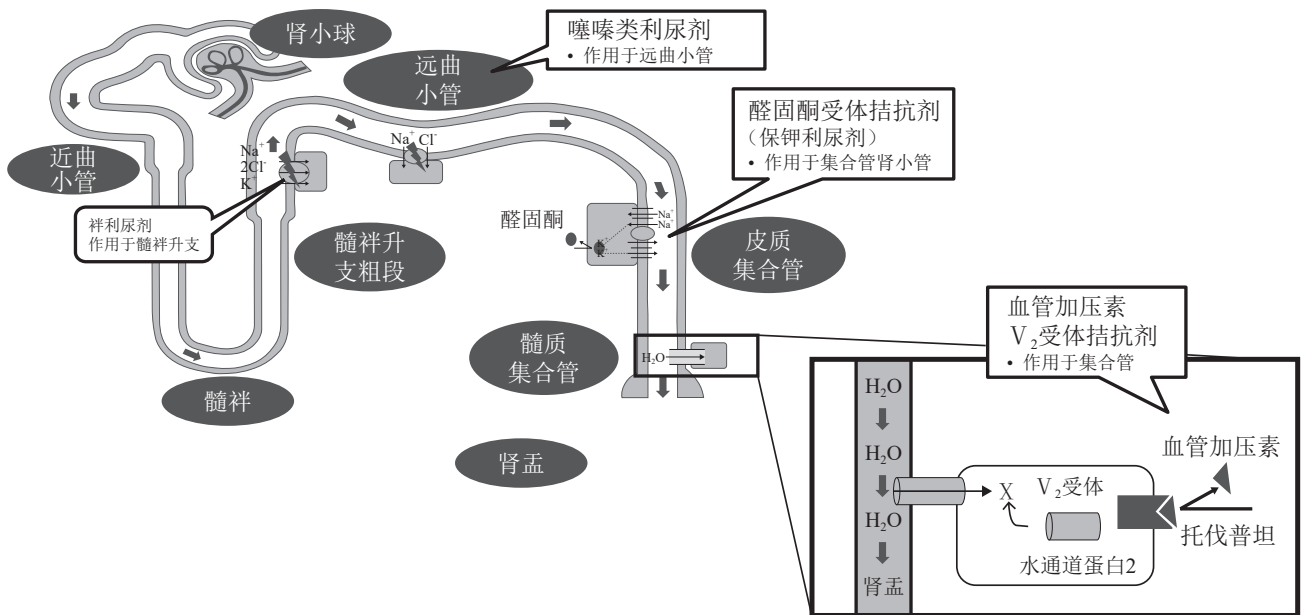 肾小球
噻嗪类利尿剂
• 作用于远曲小管
远曲
小管
醛固酮受体拮抗剂
（保钾利尿剂）
• 作用于集合管肾小管
近曲
小管
Na⁺
2Cl⁻
K⁺
Na⁺ Cl⁻
袢利尿剂
作用于髓袢升支
髓袢升
支粗段
醛固酮
Na⁺
Na⁺
K
K
皮质
集合管
血管加压素
V₂受体拮抗剂
• 作用于集合管
髓质
集合管
H₂O
髓袢
肾盂
H₂O
H₂O
H₂O
肾盂
X
V₂受体
水通道蛋白2
血管加压素
托伐普坦